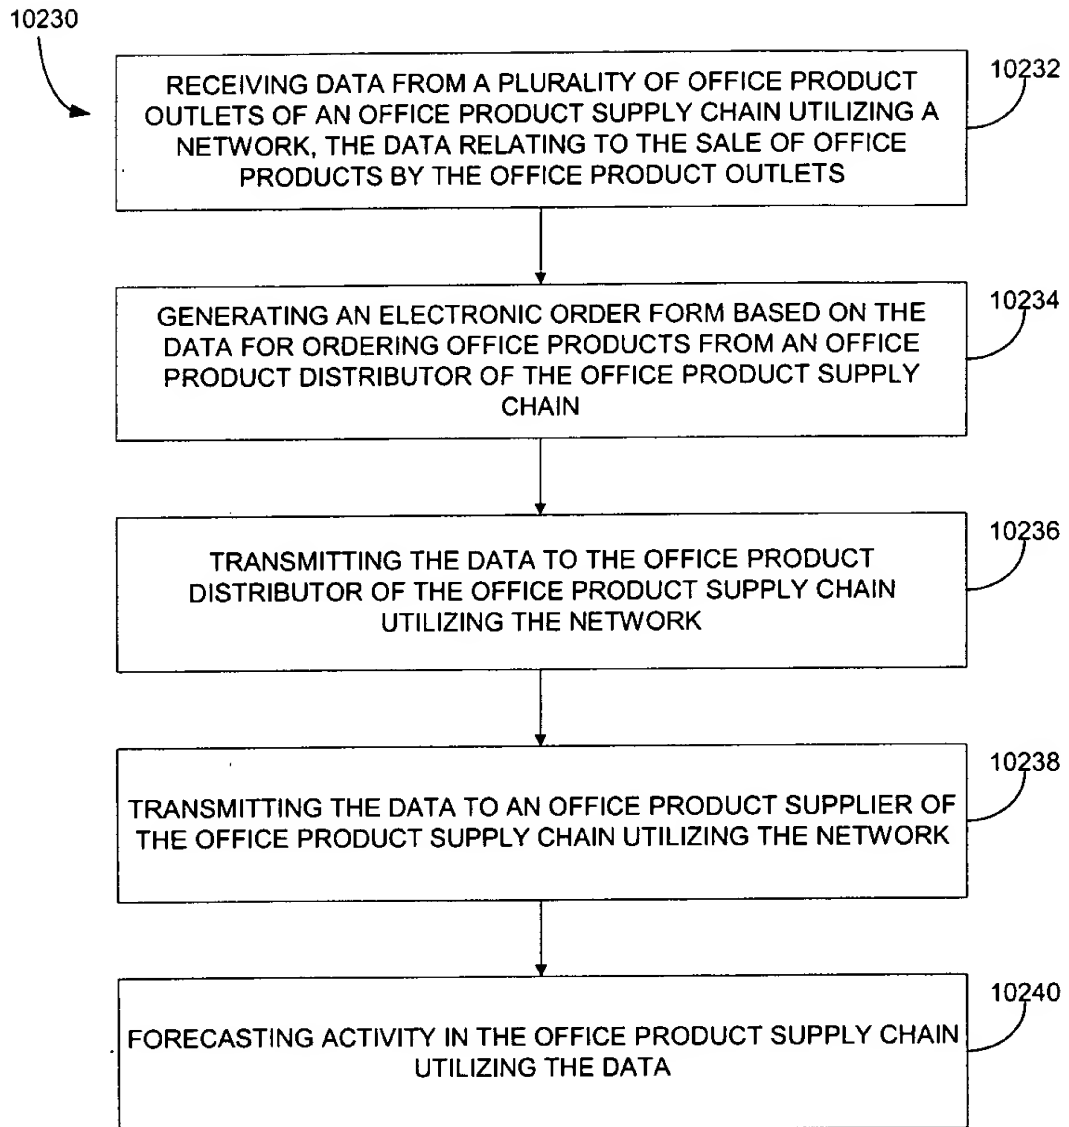 10230
RECEIVING DATA FROM A PLURALITY OF OFFICE PRODUCT
OUTLETS OF AN OFFICE PRODUCT SUPPLY CHAIN UTILIZING A
NETWORK, THE DATA RELATING TO THE SALE OF OFFICE
PRODUCTS BY THE OFFICE PRODUCT OUTLETS
10232
GENERATING AN ELECTRONIC ORDER FORM BASED ON THE
DATA FOR ORDERING OFFICE PRODUCTS FROM AN OFFICE
PRODUCT DISTRIBUTOR OF THE OFFICE PRODUCT SUPPLY
CHAIN
10234
TRANSMITTING THE DATA TO THE OFFICE PRODUCT
DISTRIBUTOR OF THE OFFICE PRODUCT SUPPLY CHAIN
UTILIZING THE NETWORK
10236
TRANSMITTING THE DATA TO AN OFFICE PRODUCT SUPPLIER OF
THE OFFICE PRODUCT SUPPLY CHAIN UTILIZING THE NETWORK
10238
FORECASTING ACTIVITY IN THE OFFICE PRODUCT SUPPLY CHAIN
UTILIZING THE DATA
10240